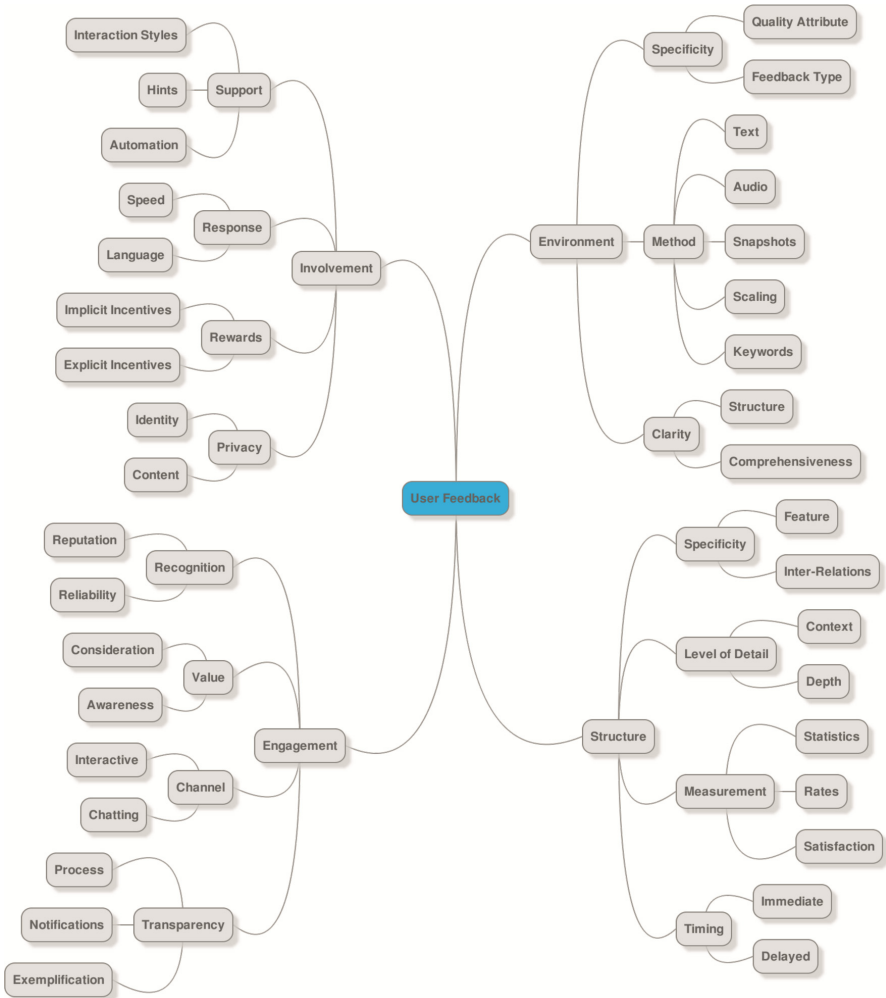 User Feedback
Involvement
Support
Interaction Styles
Hints
Automation
Response
Speed
Language
Rewards
Implicit Incentives
Explicit Incentives
Privacy
Identity
Content
Engagement
Recognition
Reputation
Reliability
Value
Consideration
Awareness
Channel
Interactive
Chatting
Transparency
Process
Notifications
Exemplification
Environment
Specificity
Quality Attribute
Feedback Type
Method
Text
Audio
Snapshots
Scaling
Keywords
Clarity
Structure
Comprehensiveness
Structure
Specificity
Feature
Inter-Relations
Level of Detail
Context
Depth
Measurement
Statistics
Rates
Satisfaction
Timing
Immediate
Delayed